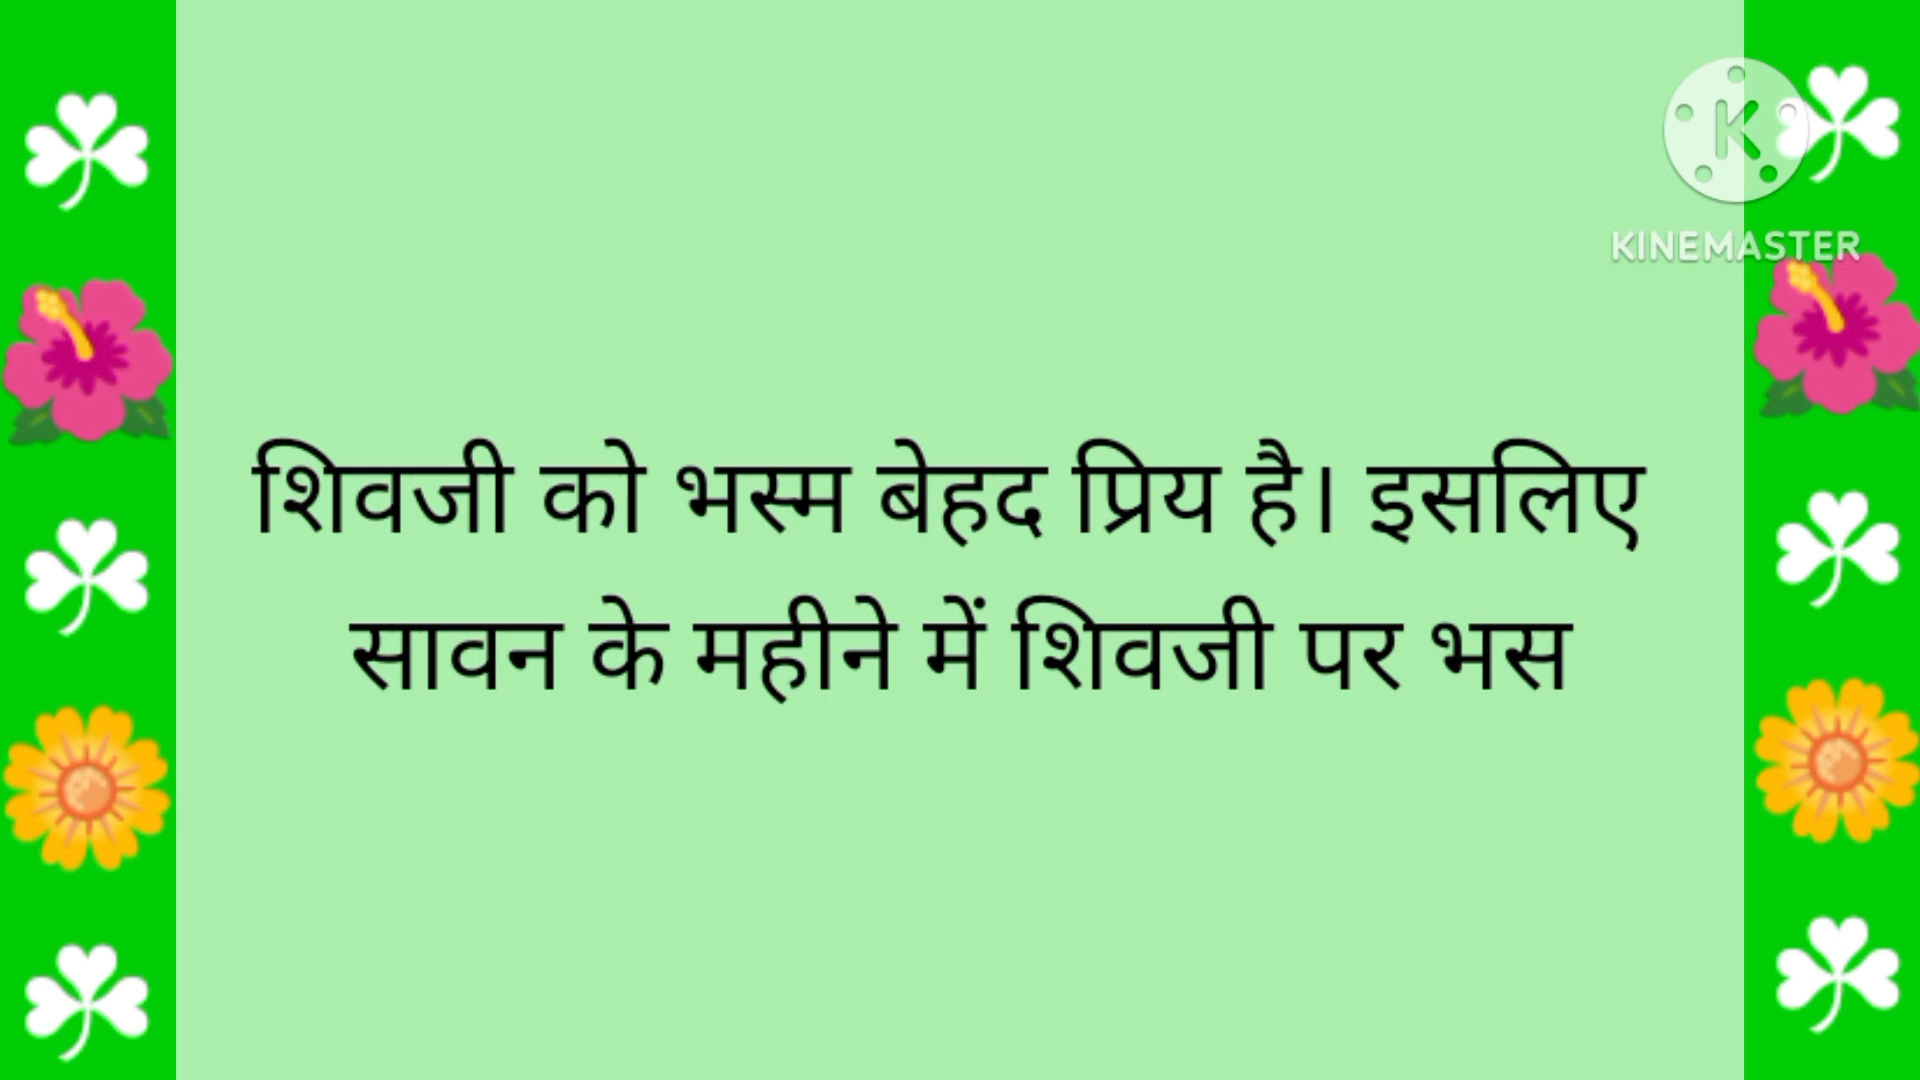 KINEMASTER
शिवजी को भस्म बेहद प्रिय है। इसलिए
सावन के महीने में शिवजी पर भस